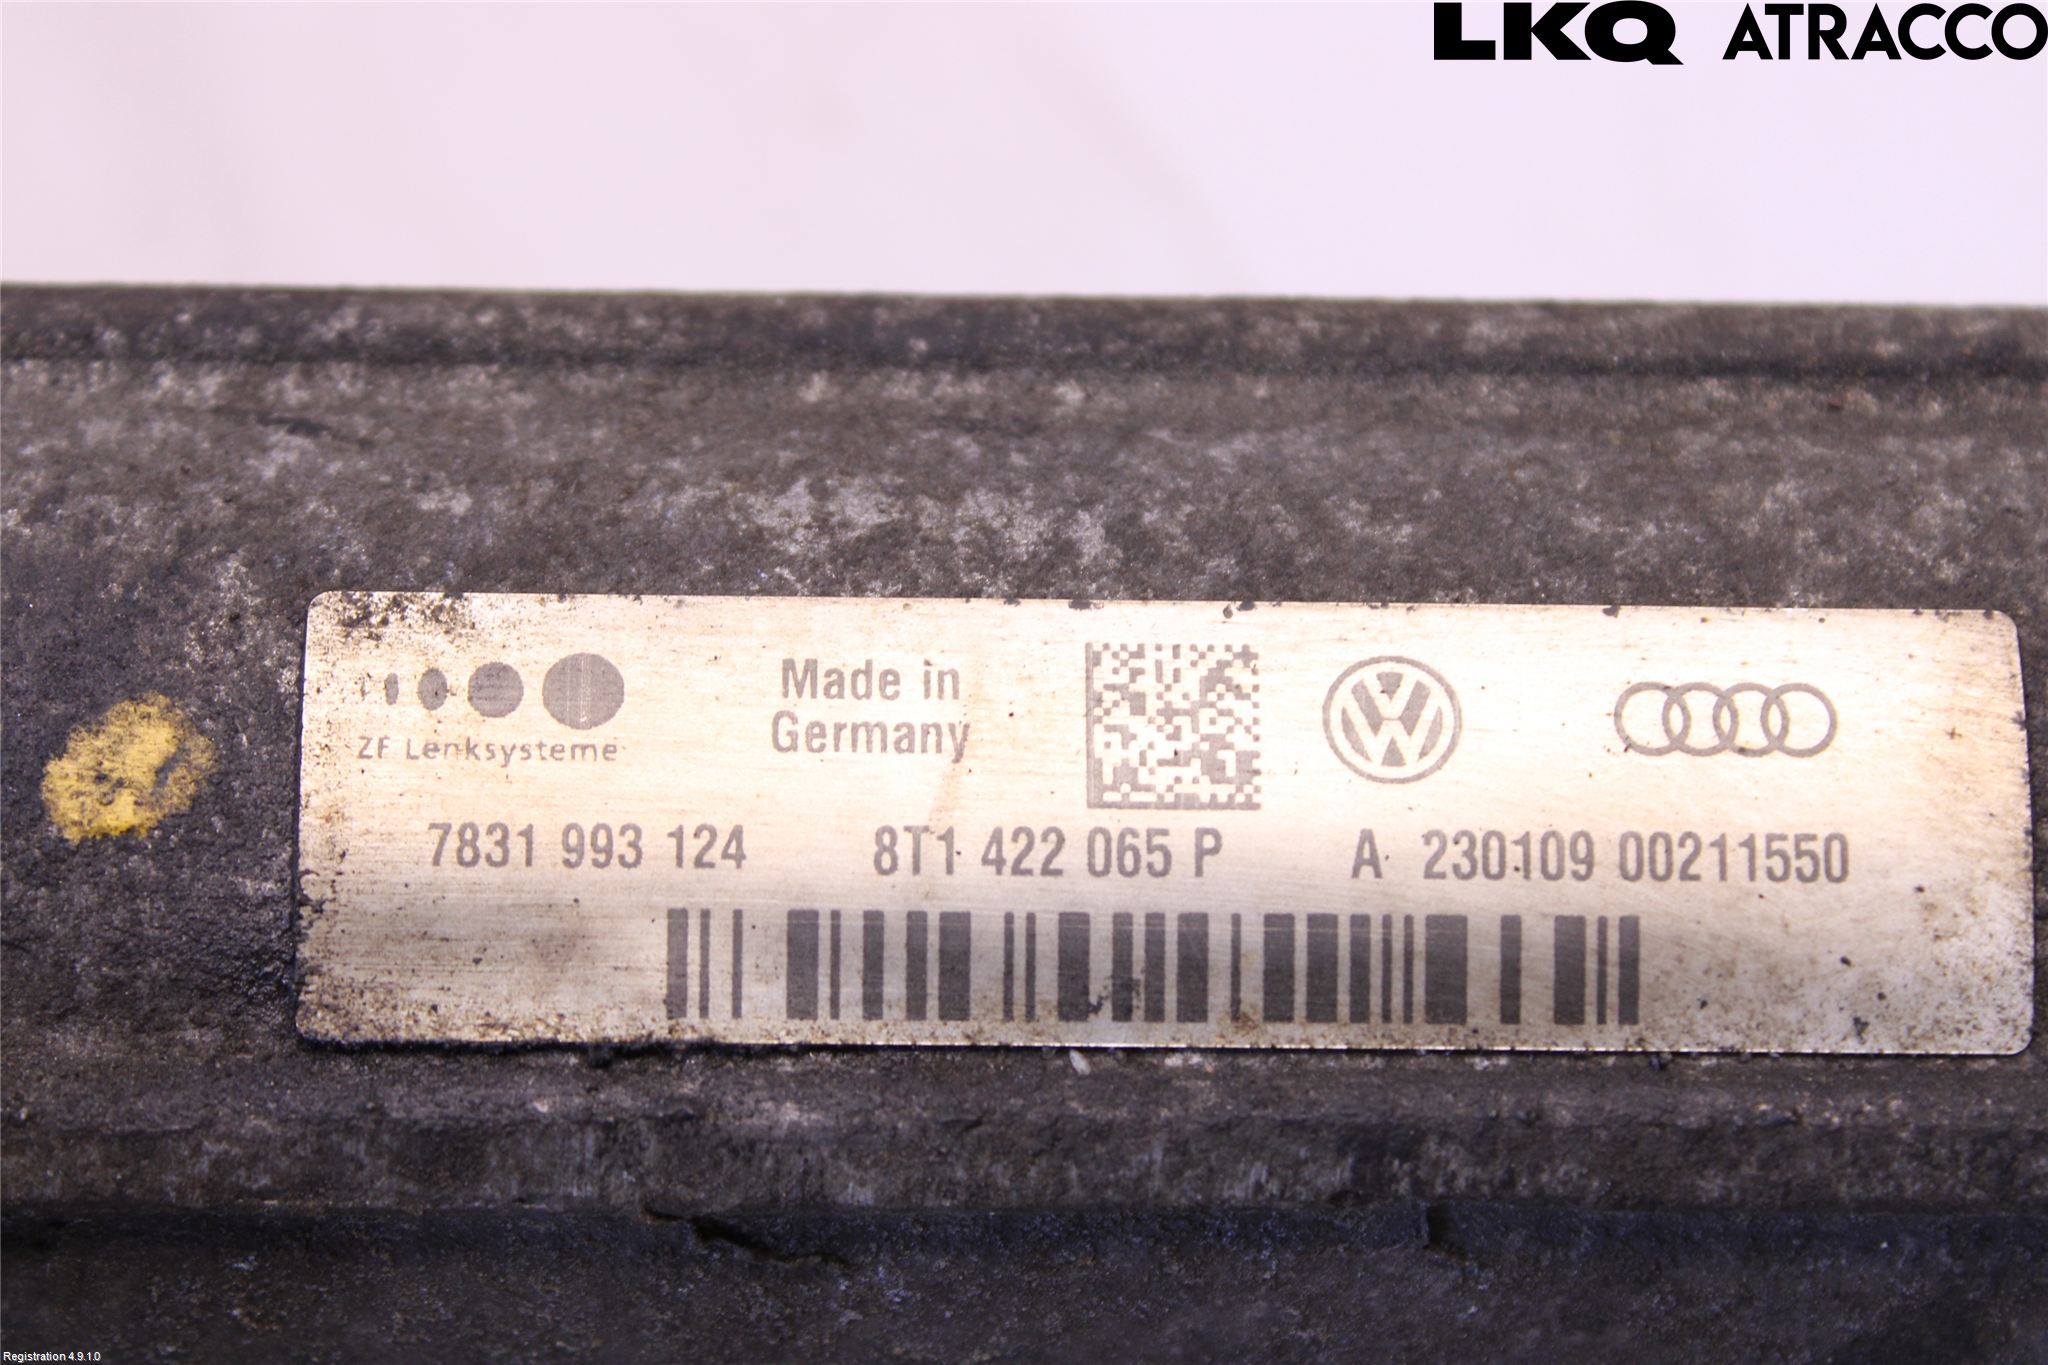 LKQ ATRACCO
ZF Lenksysteme
Made in
Germany
7831 993 124 8T1 422 065 P A 230109 00211550
Registration 4.9.1.0